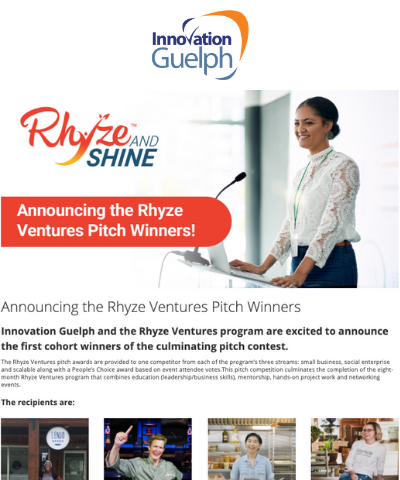 Innovation
Guelph
Rhyze™ AND
SHINE
Announcing the Rhyze
Ventures Pitch Winners!
Announcing the Rhyze Ventures Pitch Winners
Innovation Guelph and the Rhyze Ventures program are excited to announce
the first cohort winners of the culminating pitch contest.
The Rhyze Ventures pitch awards are provided to one competitor from each of the program's three streams: small business, social enterprise
and scalable along with a People's Choice award based on event attendee votes.This pitch competition culminates the completion of the eight-
month Rhyze Ventures program that combines education (leadership/business skills), mentorship, hands-on project work and networking
events.
The recipients are: